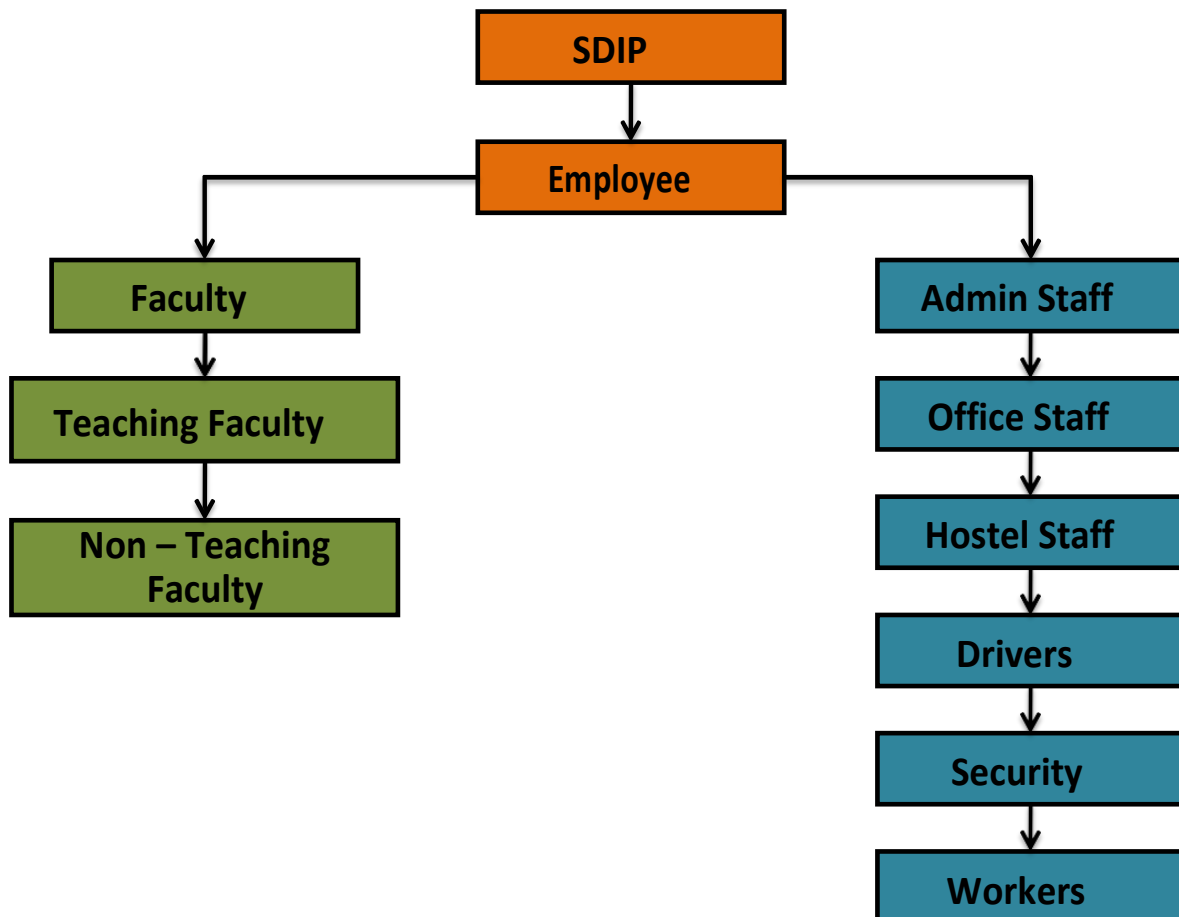 SDIP
Employee
Faculty
Teaching Faculty
Non – Teaching
Faculty
Admin Staff
Office Staff
Hostel Staff
Drivers
Security
Workers